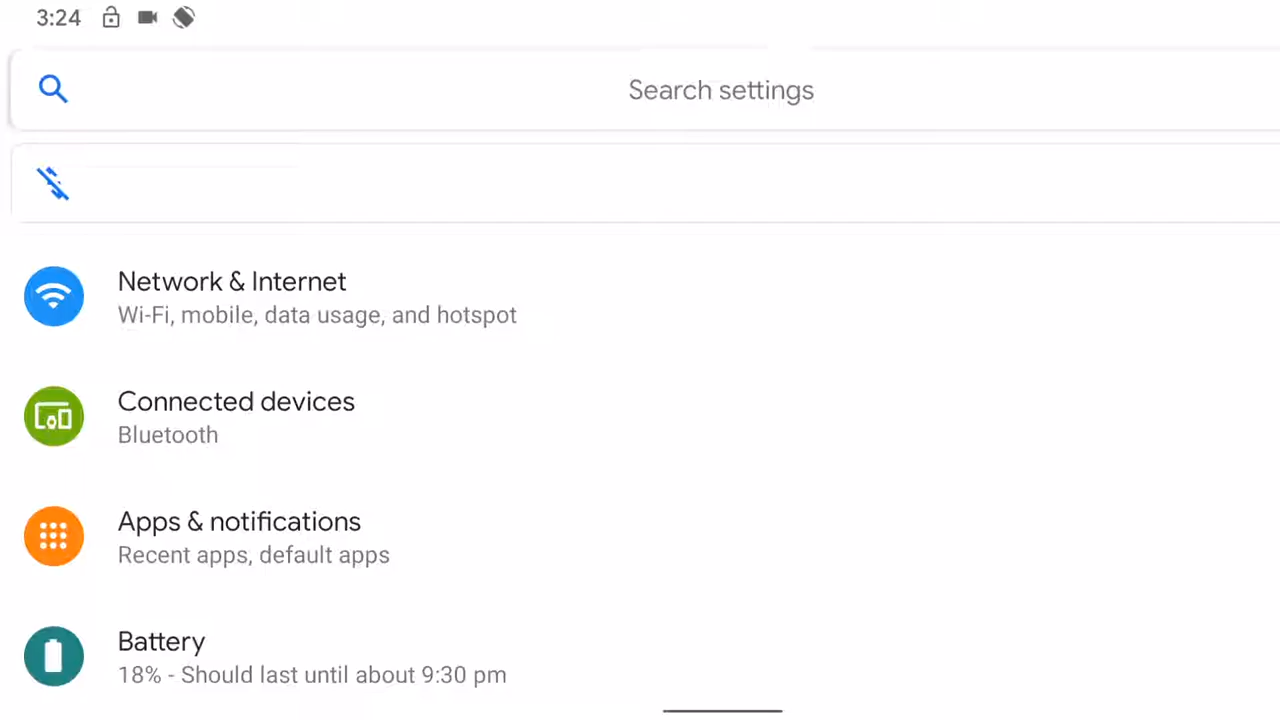 3:24
Search settings
Network & Internet
Wi-Fi, mobile, data usage, and hotspot
Connected devices
Bluetooth
Apps & notifications
Recent apps, default apps
Battery
18% - Should last until about 9:30 pm